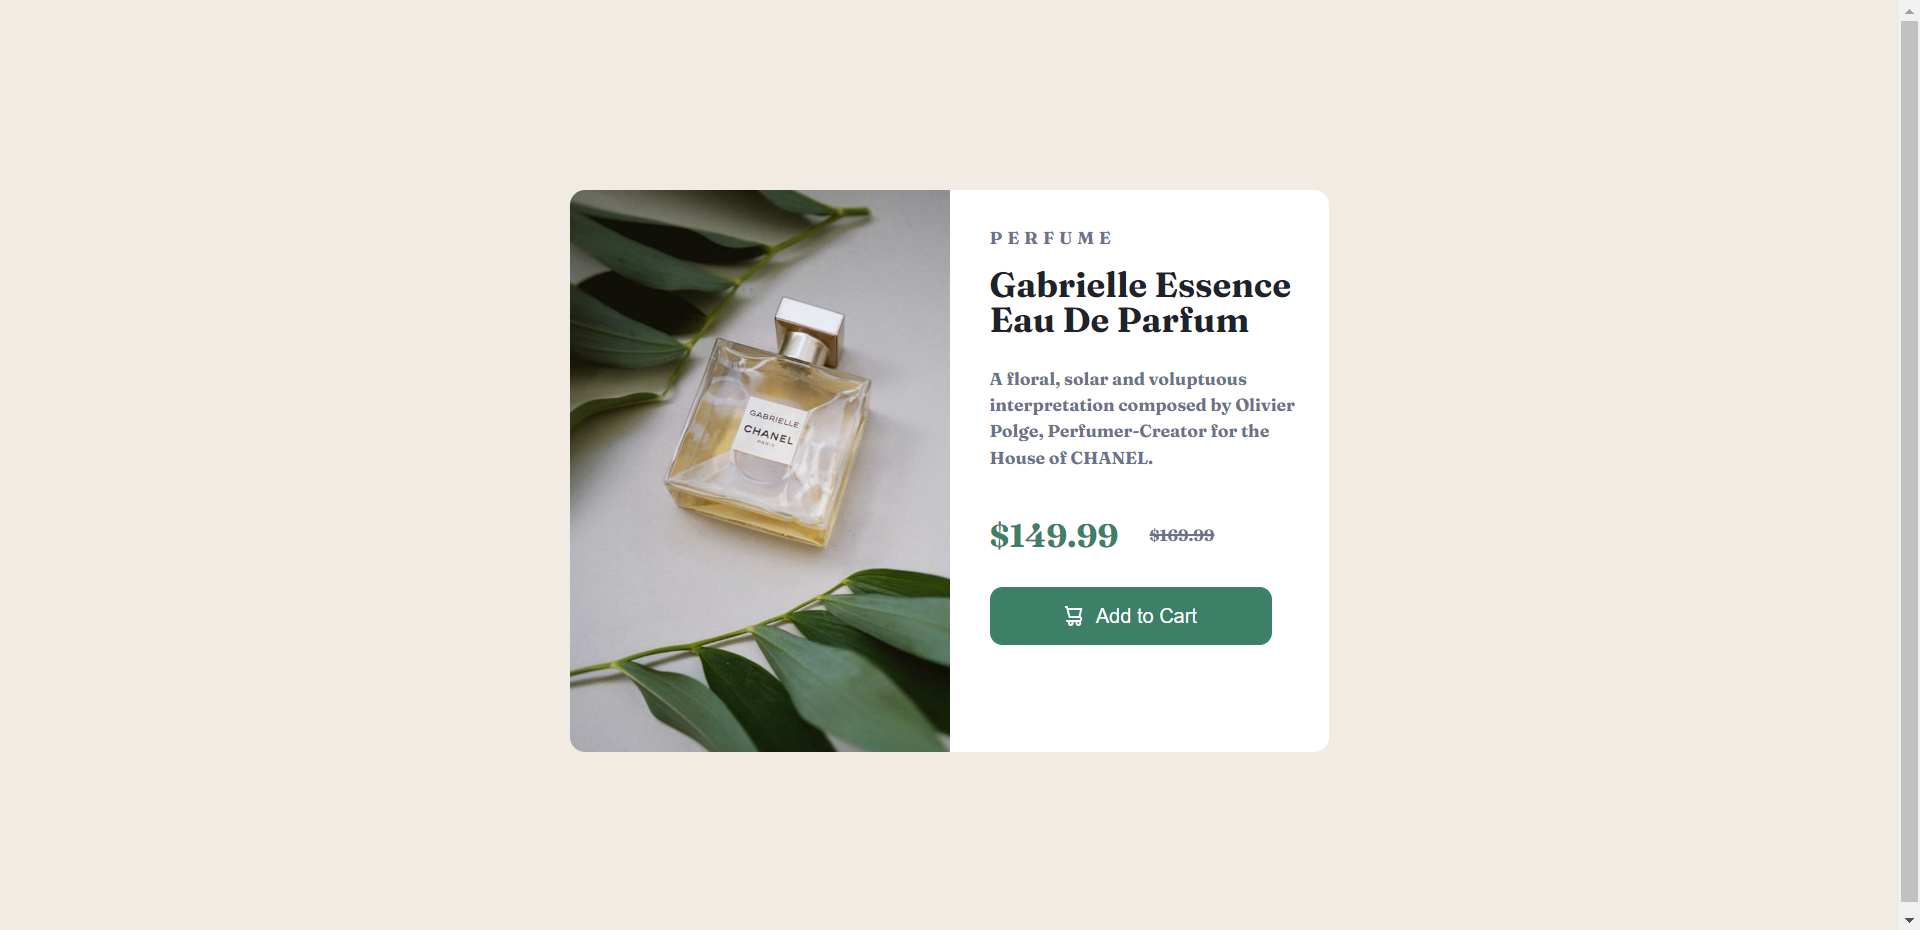 PERFUME
Gabrielle Essence
Eau De Parfum
A floral, solar and voluptuous
interpretation composed by Olivier
Polge, Perfumer-Creator for the
House of CHANEL.
$149.99 $169.99
Add to Cart
GABRIELLE
CHANEL
PARIS